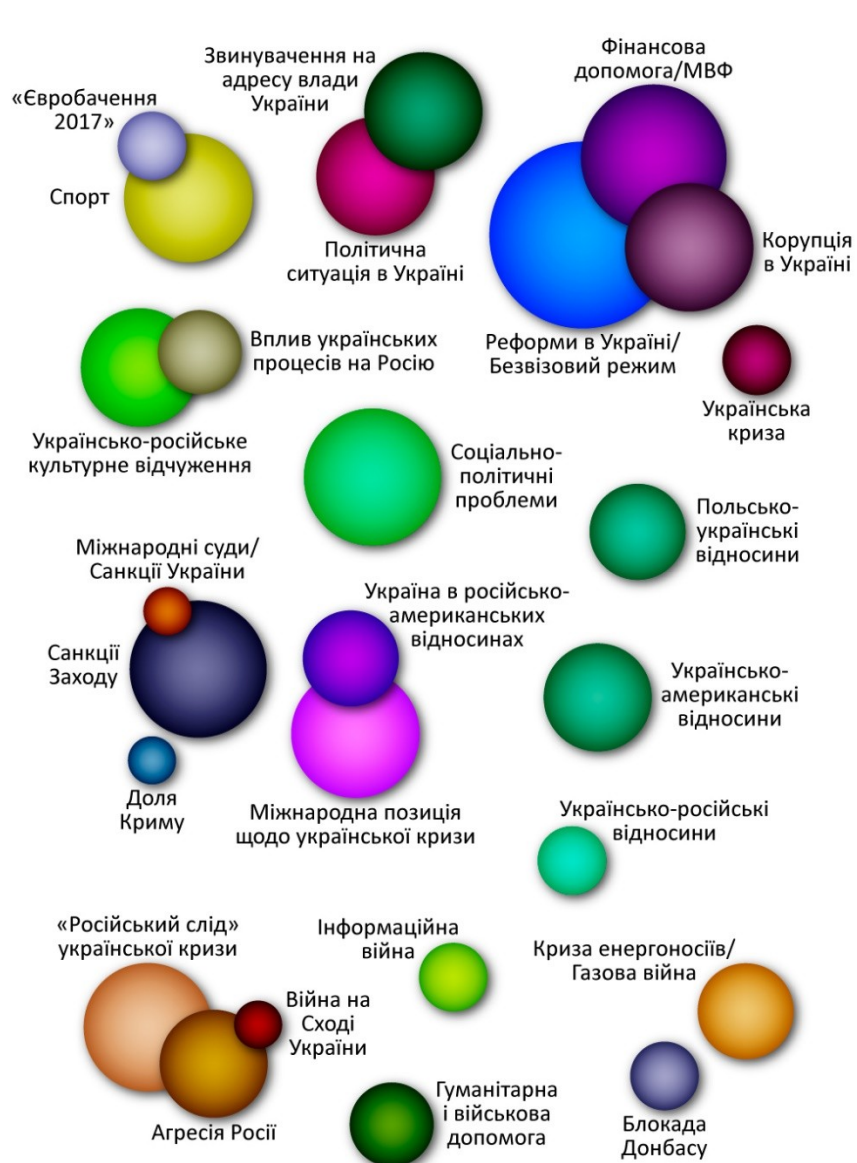 Звинувачення на
адресу влади
України
Фінансова
допомога/МВФ
«Євробачення
2017»
Спорт
Політична
ситуація в Україні
Корупція
в Україні
Вплив українських
процесів на Росію
Реформи в Україні/
Безвізовий режим
Українська
криза
Українсько-російське
культурне відчуження
Соціально-
політичні
проблеми
Польсько-
українські
відносини
Міжнародні суди/
Санкції України
Україна в російсько-
американських
відносинах
Санкції
Заходу
Українсько-
американські
відносини
Доля
Криму
Міжнародна позиція
щодо української кризи
Українсько-російські
відносини
«Російський слід»
української кризи
Інформаційна
війна
Криза енергоносіїв/
Газова війна
Війна на
Сході
України
Агресія Росії
Гуманітарна
і військова
допомога
Блокада
Донбасу